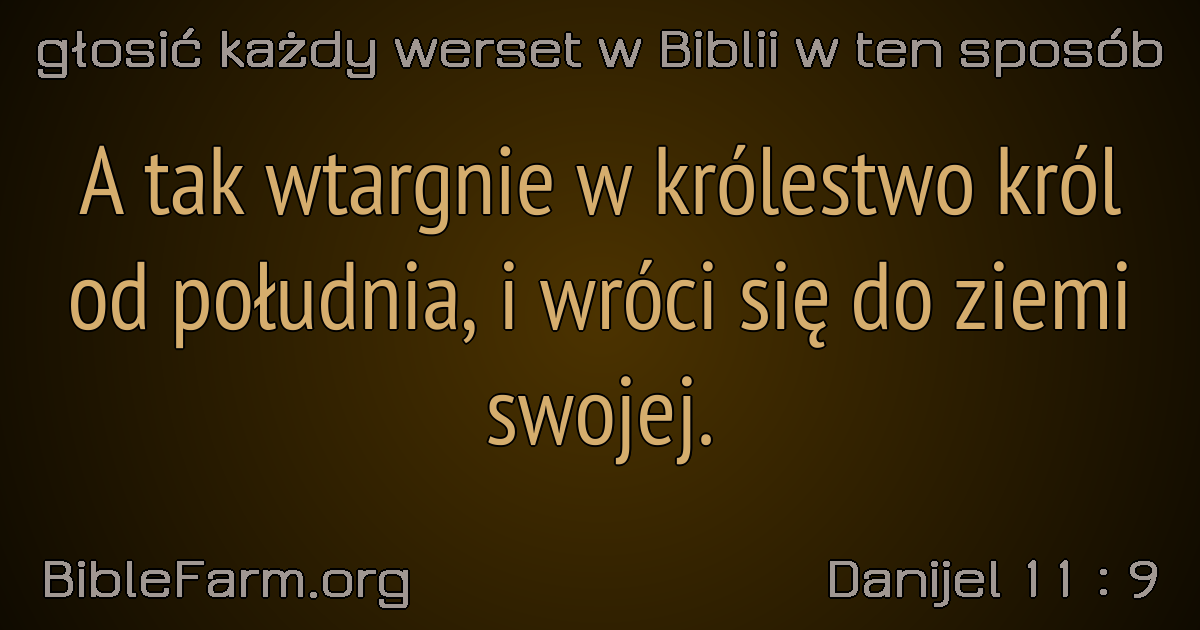 głosić każdy werset w Biblii w ten sposób
A tak wtargnie w królestwo król
od południa, i wróci się do ziemi
swojej.
BibleFarm.org
Danijel 11 : 9